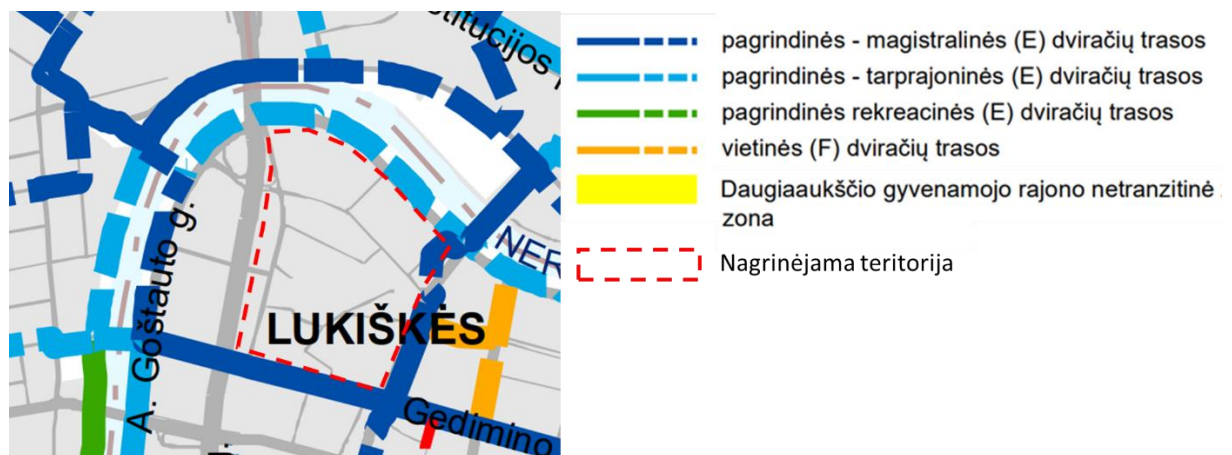 stitucijos
A. Goštauto g.
NER
LUKIŠKĖS
Gedimino
pagrindinės - magistralinės (E) dviračių trasos
pagrindinės - tarprajoninės (E) dviračių trasos
pagrindinės rekreacinės (E) dviračių trasos
vietinės (F) dviračių trasos
Daugiaaukščio gyvenamojo rajono netranzitinė
zona
Nagrinėjama teritorija